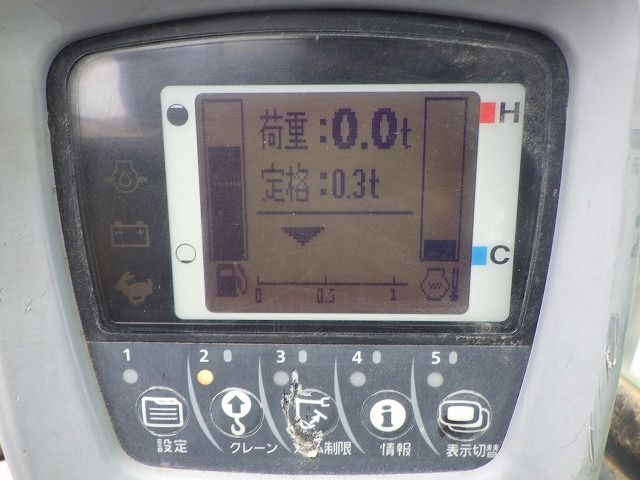 荷重:0.0t
H
定格:0.3t
C
0 0.5 1
1 2 3 4 5
設定 クレーン 制限 情報 表示切替